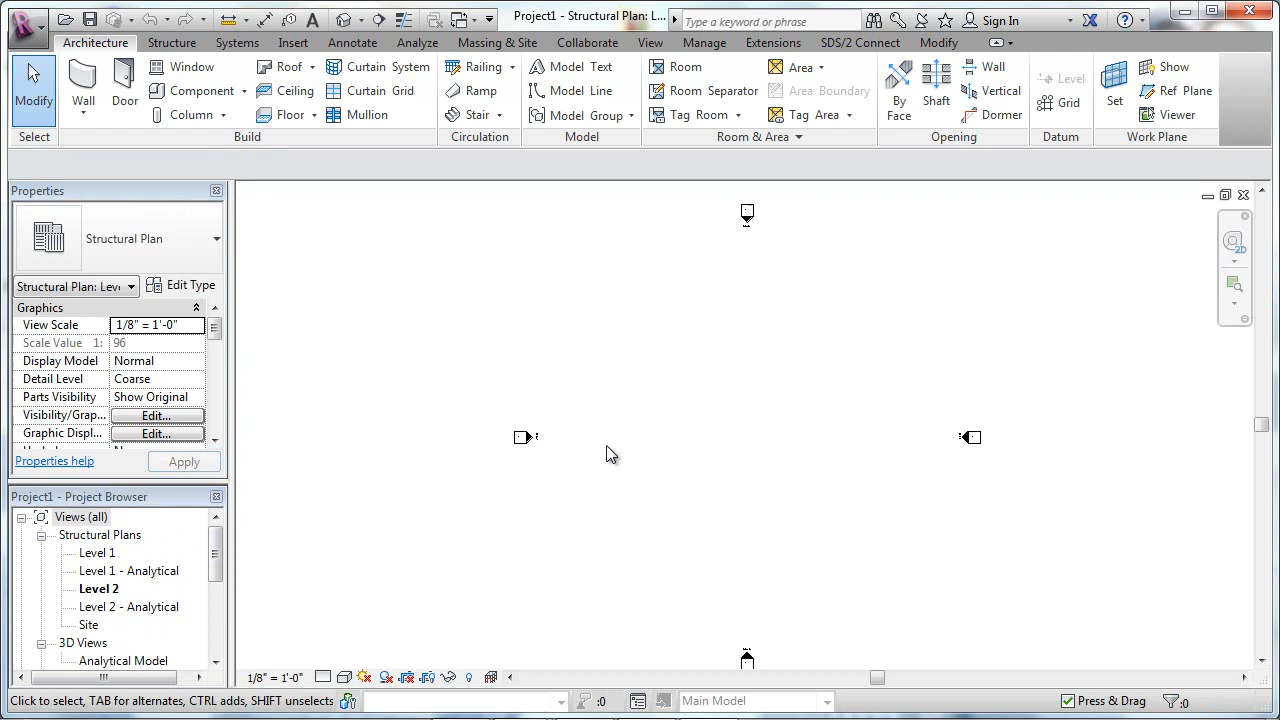 Project1 - Structural Plan: L...
Type a keyword or phrase
Sign In
Architecture
Structure
Systems
Insert
Annotate
Analyze
Massing & Site
Collaborate
View
Manage
Extensions
SDS/2 Connect
Modify
Modify
Wall
Door
Window
Component
Column
Roof
Ceiling
Floor
Curtain System
Curtain Grid
Mullion
Railing
Ramp
Stair
Model Text
Model Line
Model Group
Room
Room Separator
Tag Room
Area
Area Boundary
Tag Area
By
Face
Shaft
Wall
Vertical
Dormer
Level
Grid
Set
Show
Ref Plane
Viewer
Select
Build
Circulation
Model
Room & Area
Opening
Datum
Work Plane
Properties
Structural Plan
Structural Plan: Leve
Edit Type
Graphics
View Scale 1/8" = 1'-0"
Scale Value 1: 96
Display Model Normal
Detail Level Coarse
Parts Visibility Show Original
Visibility/Grap... Edit...
Graphic Displ... Edit...
Properties help
Apply
Project1 - Project Browser
Views (all)
Structural Plans
Level 1
Level 1 - Analytical
Level 2
Level 2 - Analytical
Site
3D Views
Analytical Model
2D
1/8" = 1'-0"
Click to select, TAB for alternates, CTRL adds, SHIFT unselects
:0
Main Model
Press & Drag
:0